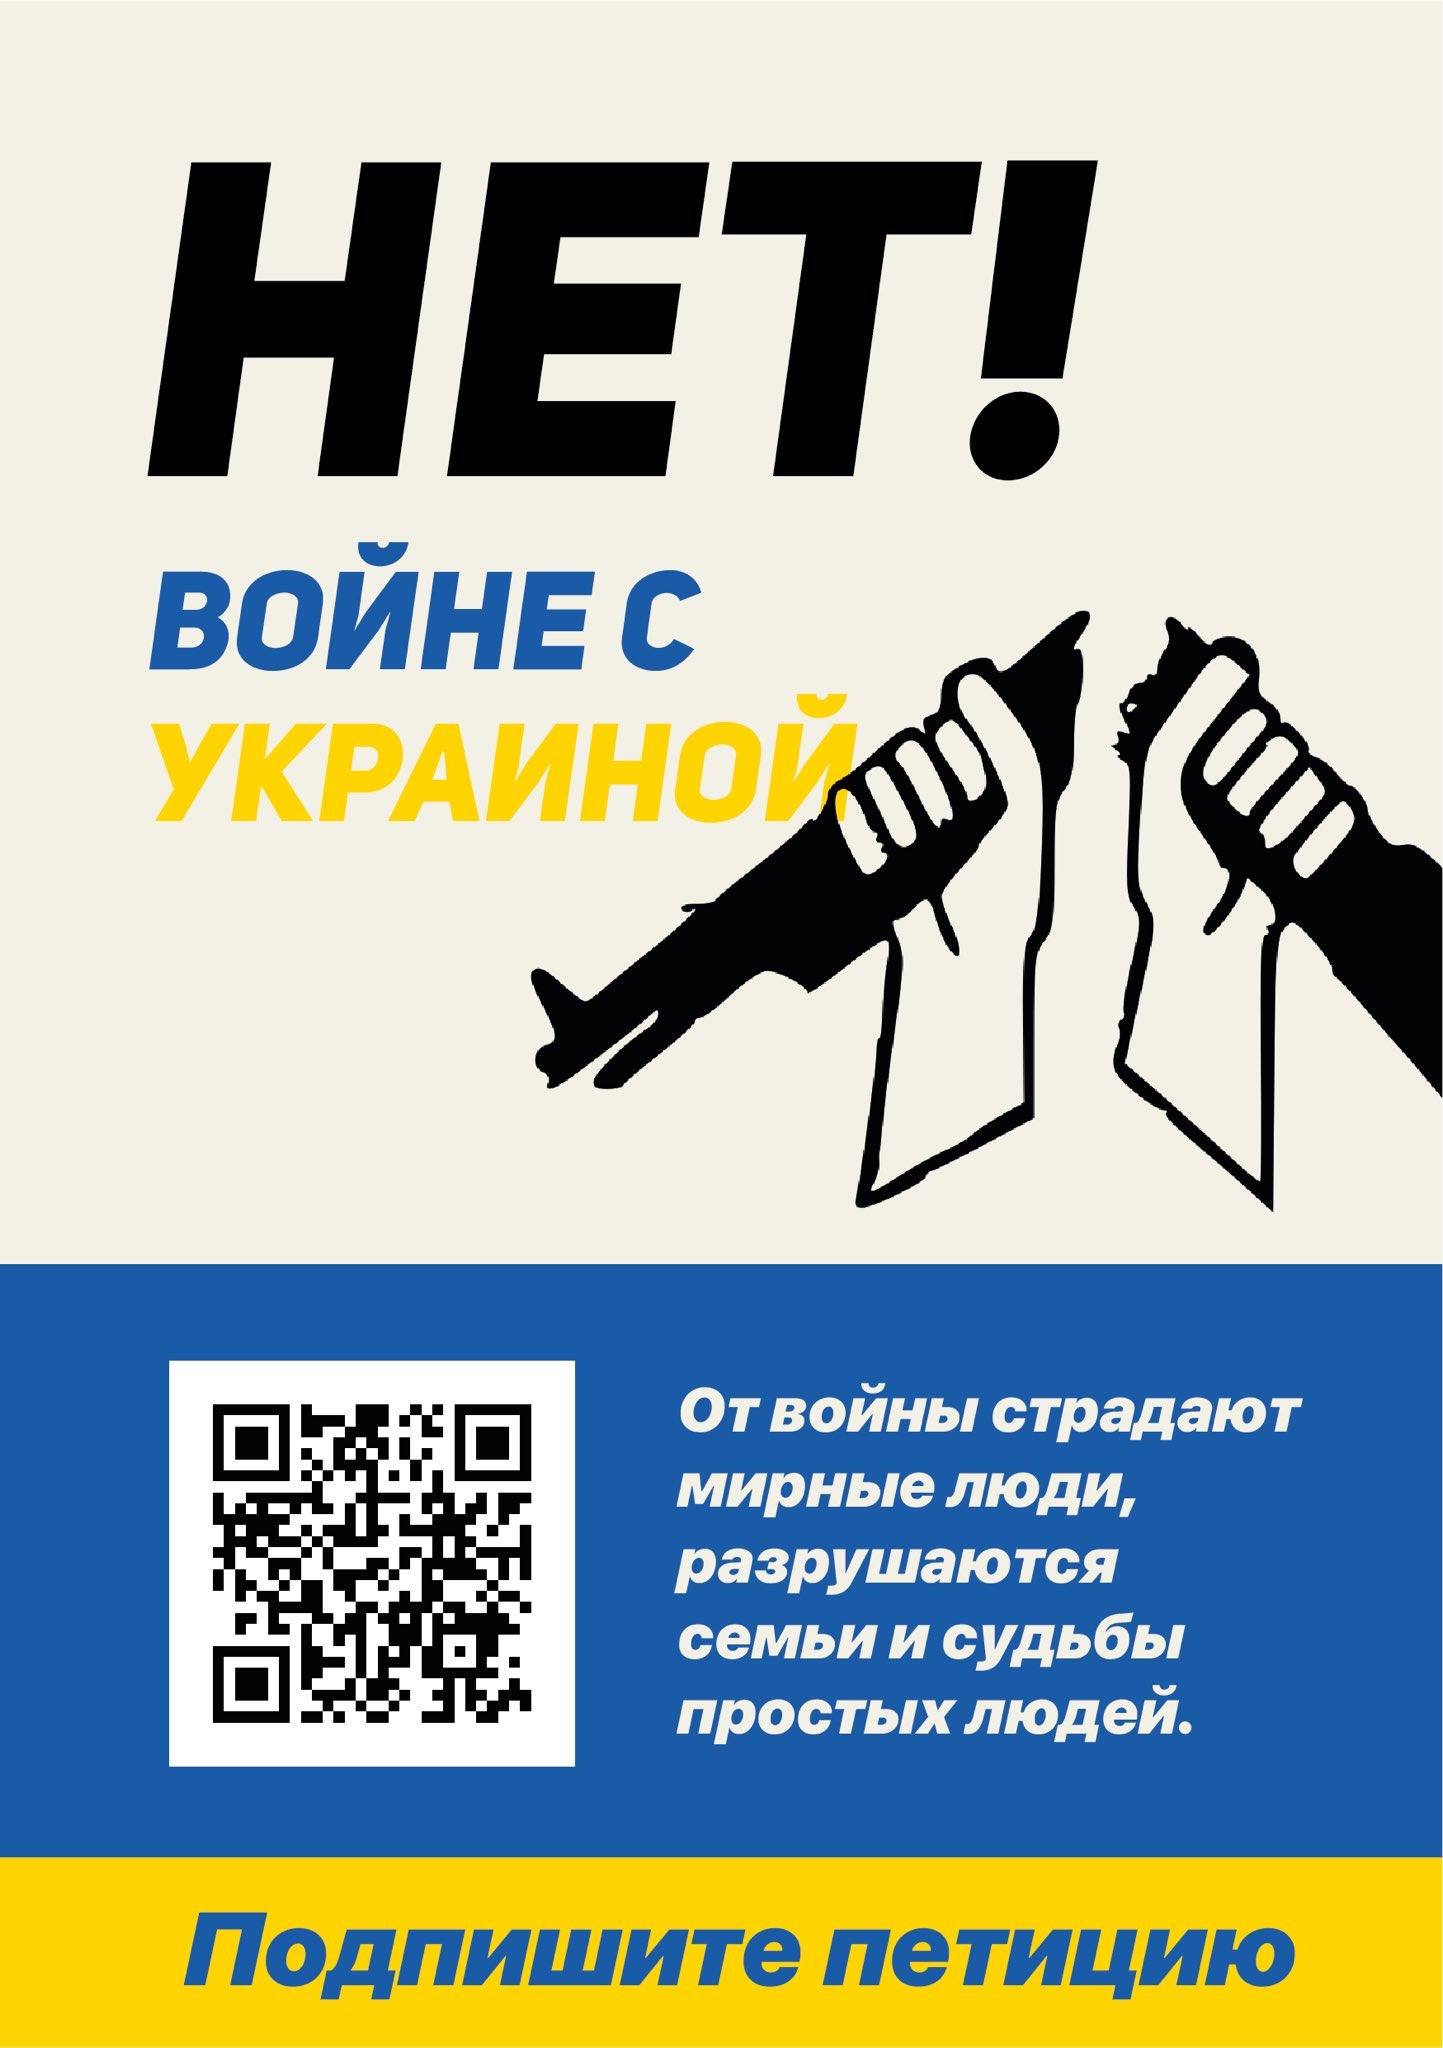 НЕТ!
ВОЙНЕ С
УКРАИНОЙ
От войны страдают
мирные люди,
разрушаются
семьи и судьбы
простых людей.
Подпишите петицию